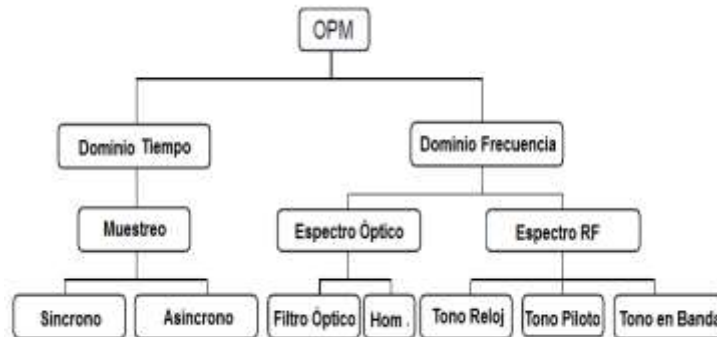 OPM
Dominio Tiempo
Dominio Frecuencia
Muestreo
Espectro Óptico
Espectro RF
Sincrono
Asincrono
Filtro Óptico
Hom .
Tono Reloj
Tono Piloto
Tono en Banda